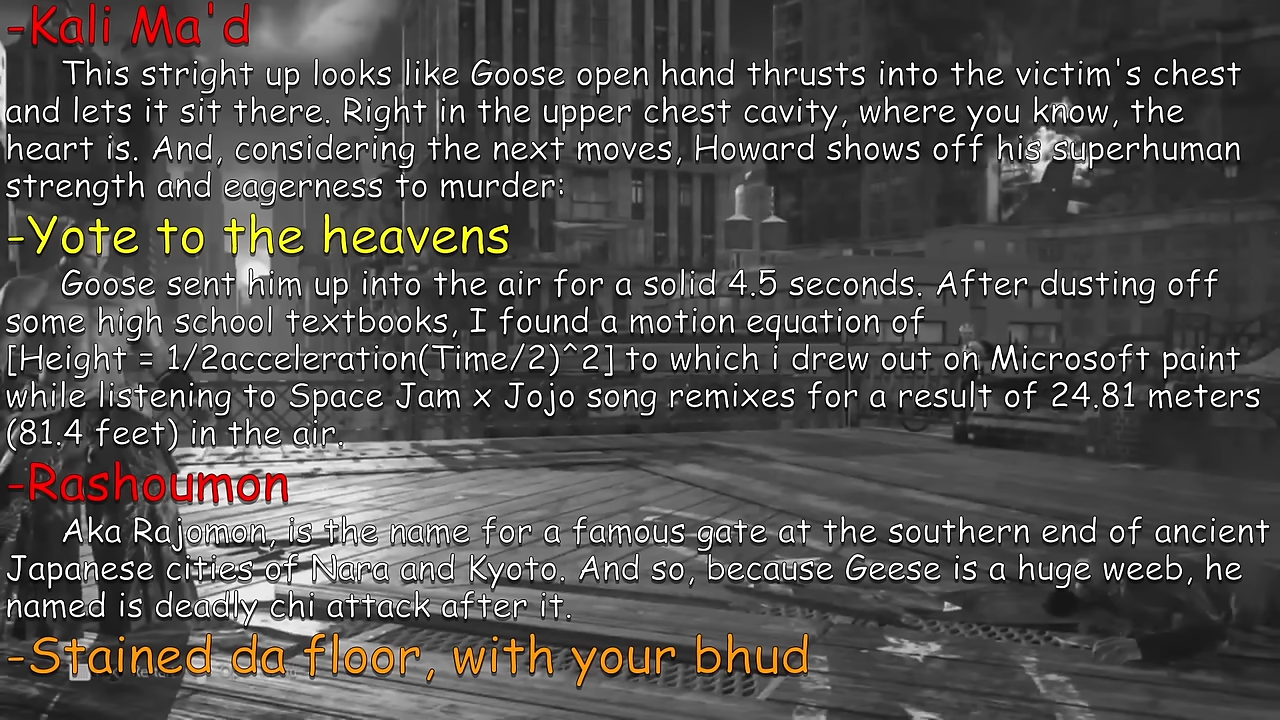 -Kali Ma'd
This stright up looks like Goose open hand thrusts into the victim's chest
and lets it sit there. Right in the upper chest cavity, where you know, the
heart is. And, considering the next moves, Howard shows off his superhuman
strength and eagerness to murder:
-Yote to the heavens
Goose sent him up into the air for a solid 4.5 seconds. After dusting off
some high school textbooks, I found a motion equation of
[Height = 1/2acceleration(Time/2)^2] to which i drew out on Microsoft paint
while listening to Space Jam x Jojo song remixes for a result of 24.81 meters
(81.4 feet) in the air.
-Rashoumon
Aka Rajomon, is the name for a famous gate at the southern end of ancient
Japanese cities of Nara and Kyoto. And so, because Geese is a huge weeb, he
named is deadly chi attack after it.
-Stained da floor, with your bhud